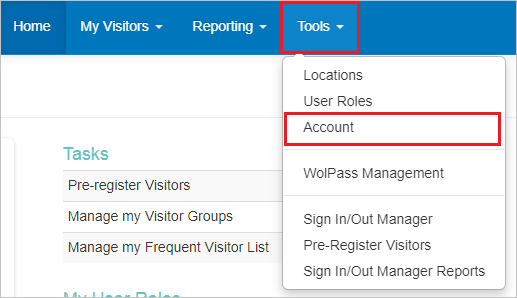 Home My Visitors Reporting Tools
Locations
User Roles
Account
WolPass Management
Sign In/Out Manager
Pre-Register Visitors
Sign In/Out Manager Reports
Tasks
Pre-register Visitors
Manage my Visitor Groups
Manage my Frequent Visitor List
My User Roles